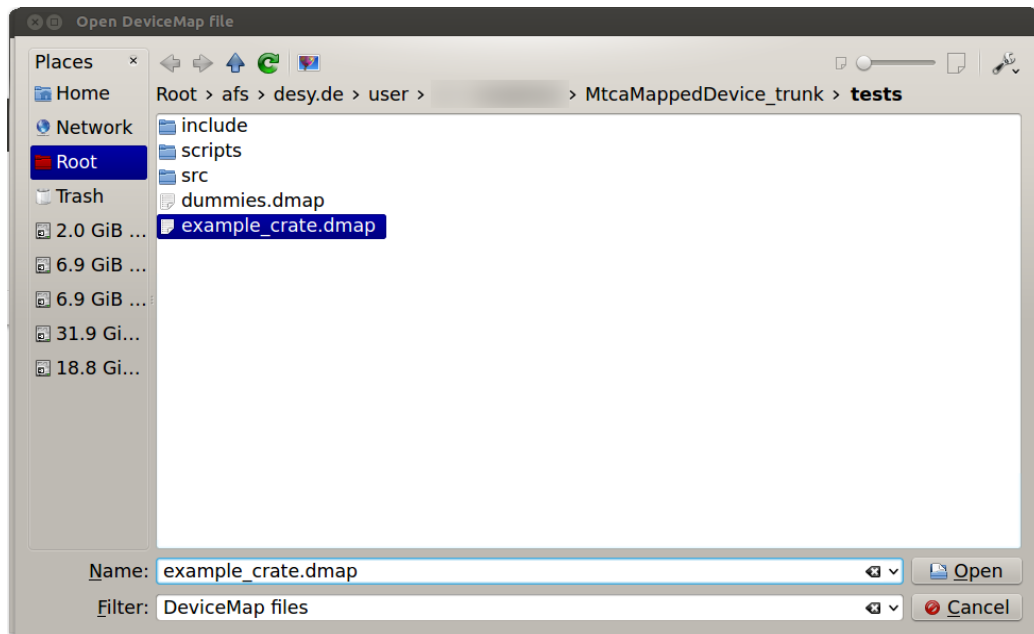 Open DeviceMap file
Places ×
Root > afs > desy.de > user > > MtcaMappedDevice_trunk > tests
Home
Network
Root
Trash
2.0 GiB ...
6.9 GiB ...
6.9 GiB ...
31.9 Gi...
18.8 Gi...
include
scripts
src
dummies.dmap
example_crate.dmap
Name: example_crate.dmap Open
Filter: DeviceMap files Cancel